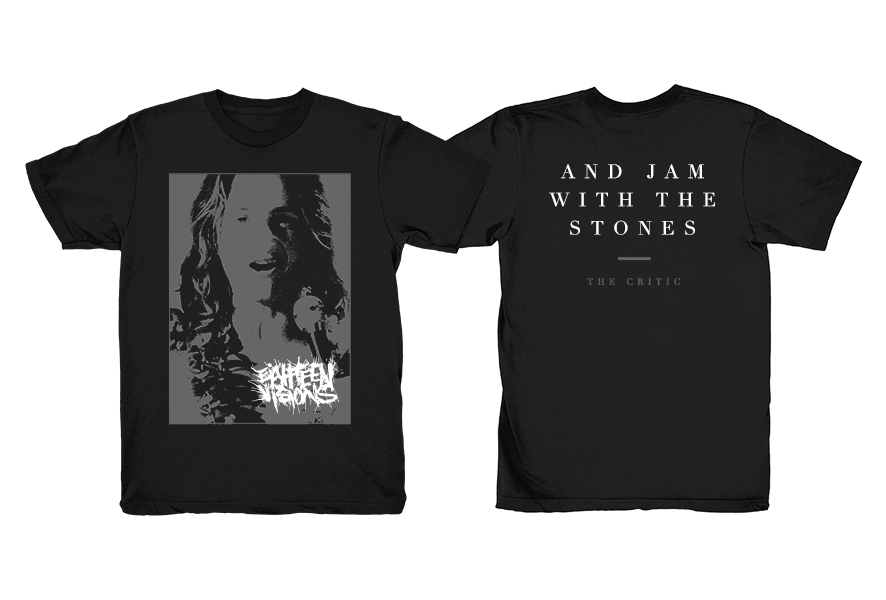 EIGHTEEN
VISIONS
AND JAM
WITH THE
STONES
THE CRITIC